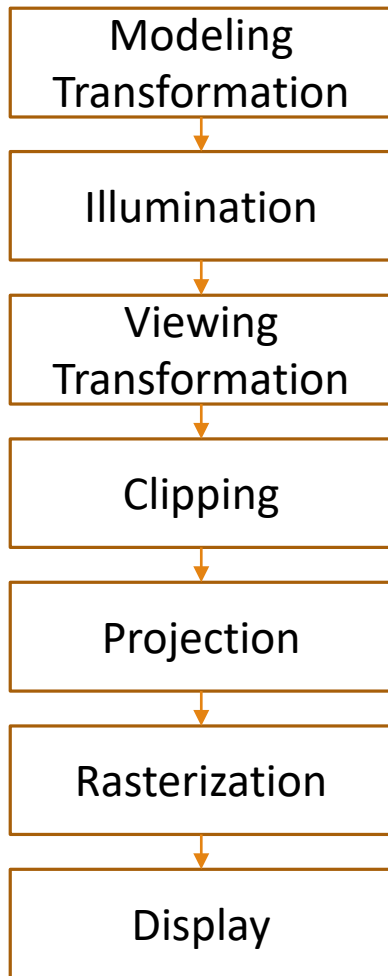 Modeling
Transformation
Illumination
Viewing
Transformation
Clipping
Projection
Rasterization
Display